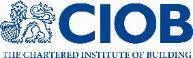 CIOB
THE CHARTERED INSTITUTE OF BUILDING